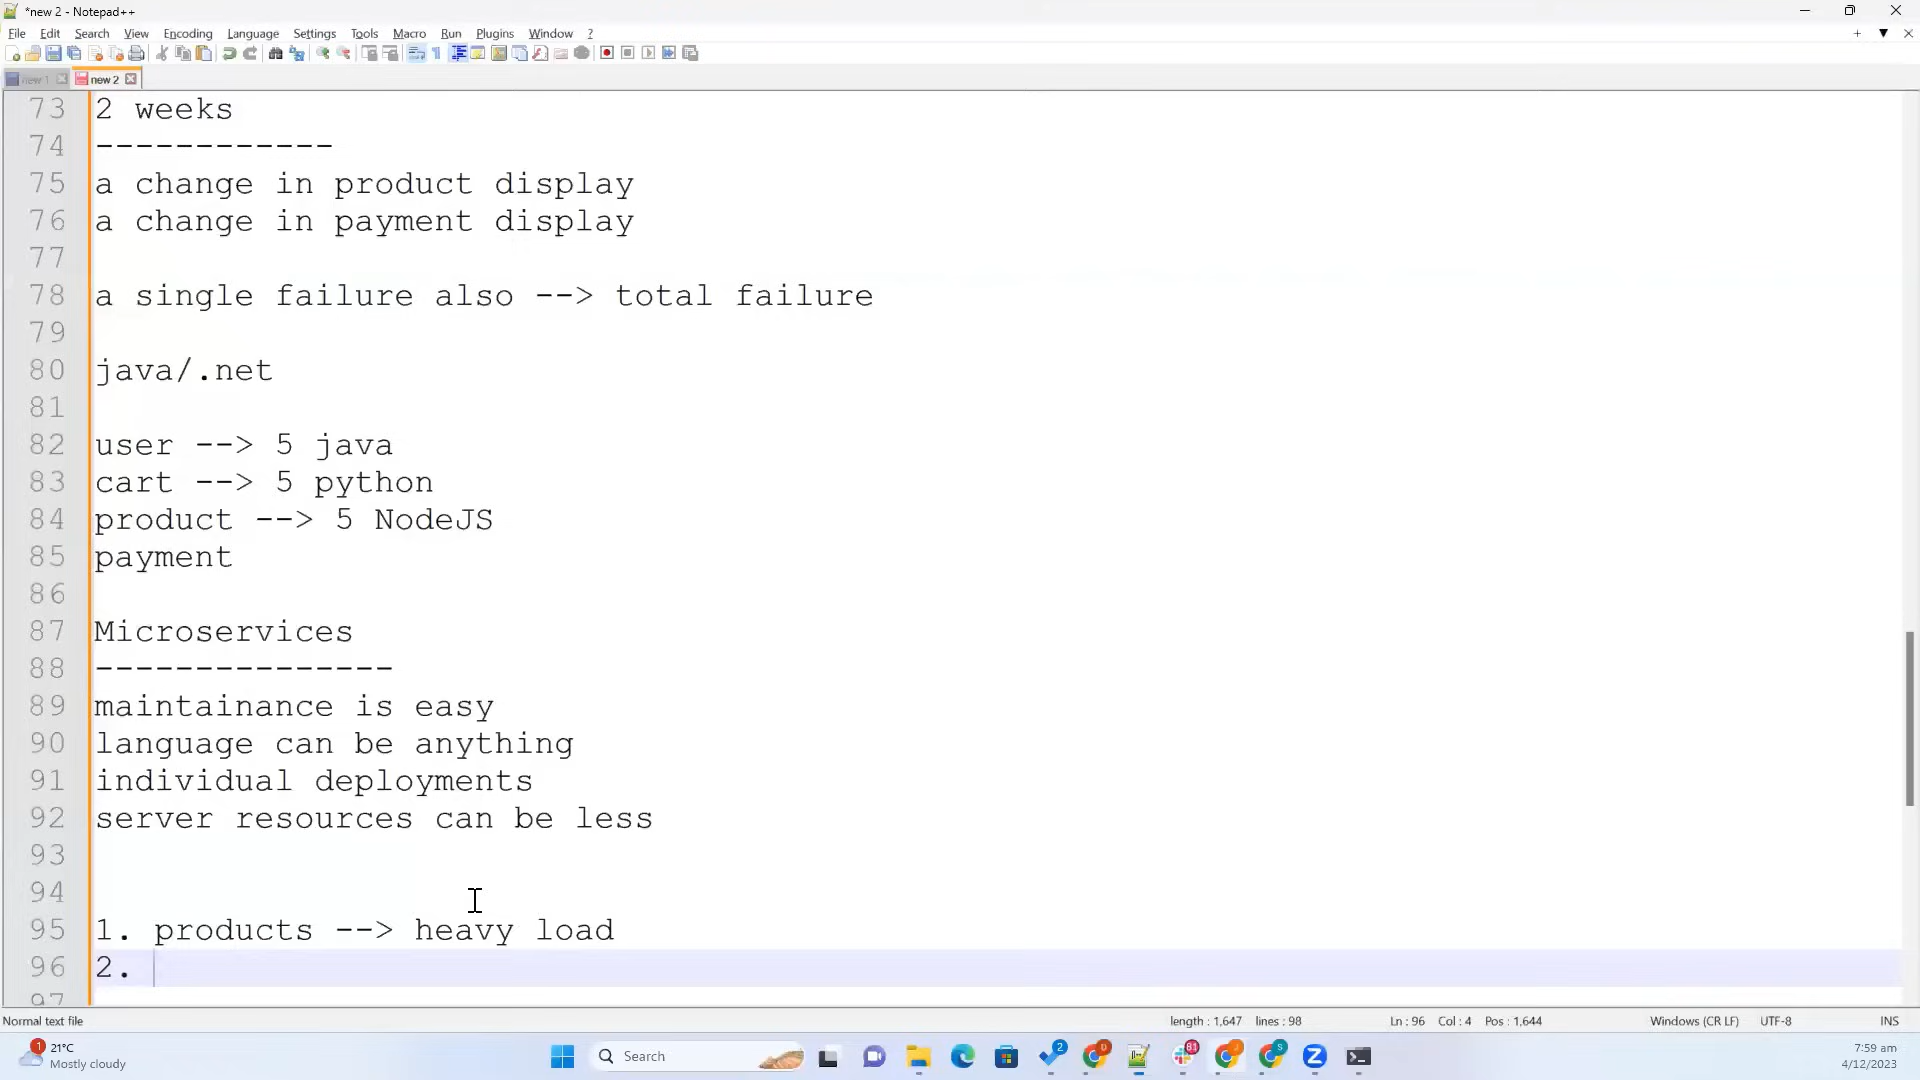 *new 2 - Notepad++
File Edit Search View Encoding Language Settings Tools Macro Run Plugins Window ?
new 1 new 2
73 2 weeks
74 ------------
75 a change in product display
76 a change in payment display
77
78 a single failure also --> total failure
79
80 java/.net
81
82 user --> 5 java
83 cart --> 5 python
84 product --> 5 NodeJS
85 payment
86
87 Microservices
88 ---------------
89 maintainance is easy
90 language can be anything
91 individual deployments
92 server resources can be less
93
94
95 1. products --> heavy load
96 2.
97
Normal text file length : 1,647 lines : 98 Ln : 96 Col : 4 Pos : 1,644 Windows (CR LF) UTF-8 INS
1 21°C
Mostly cloudy
Search
2 81
7:59 am
4/12/2023